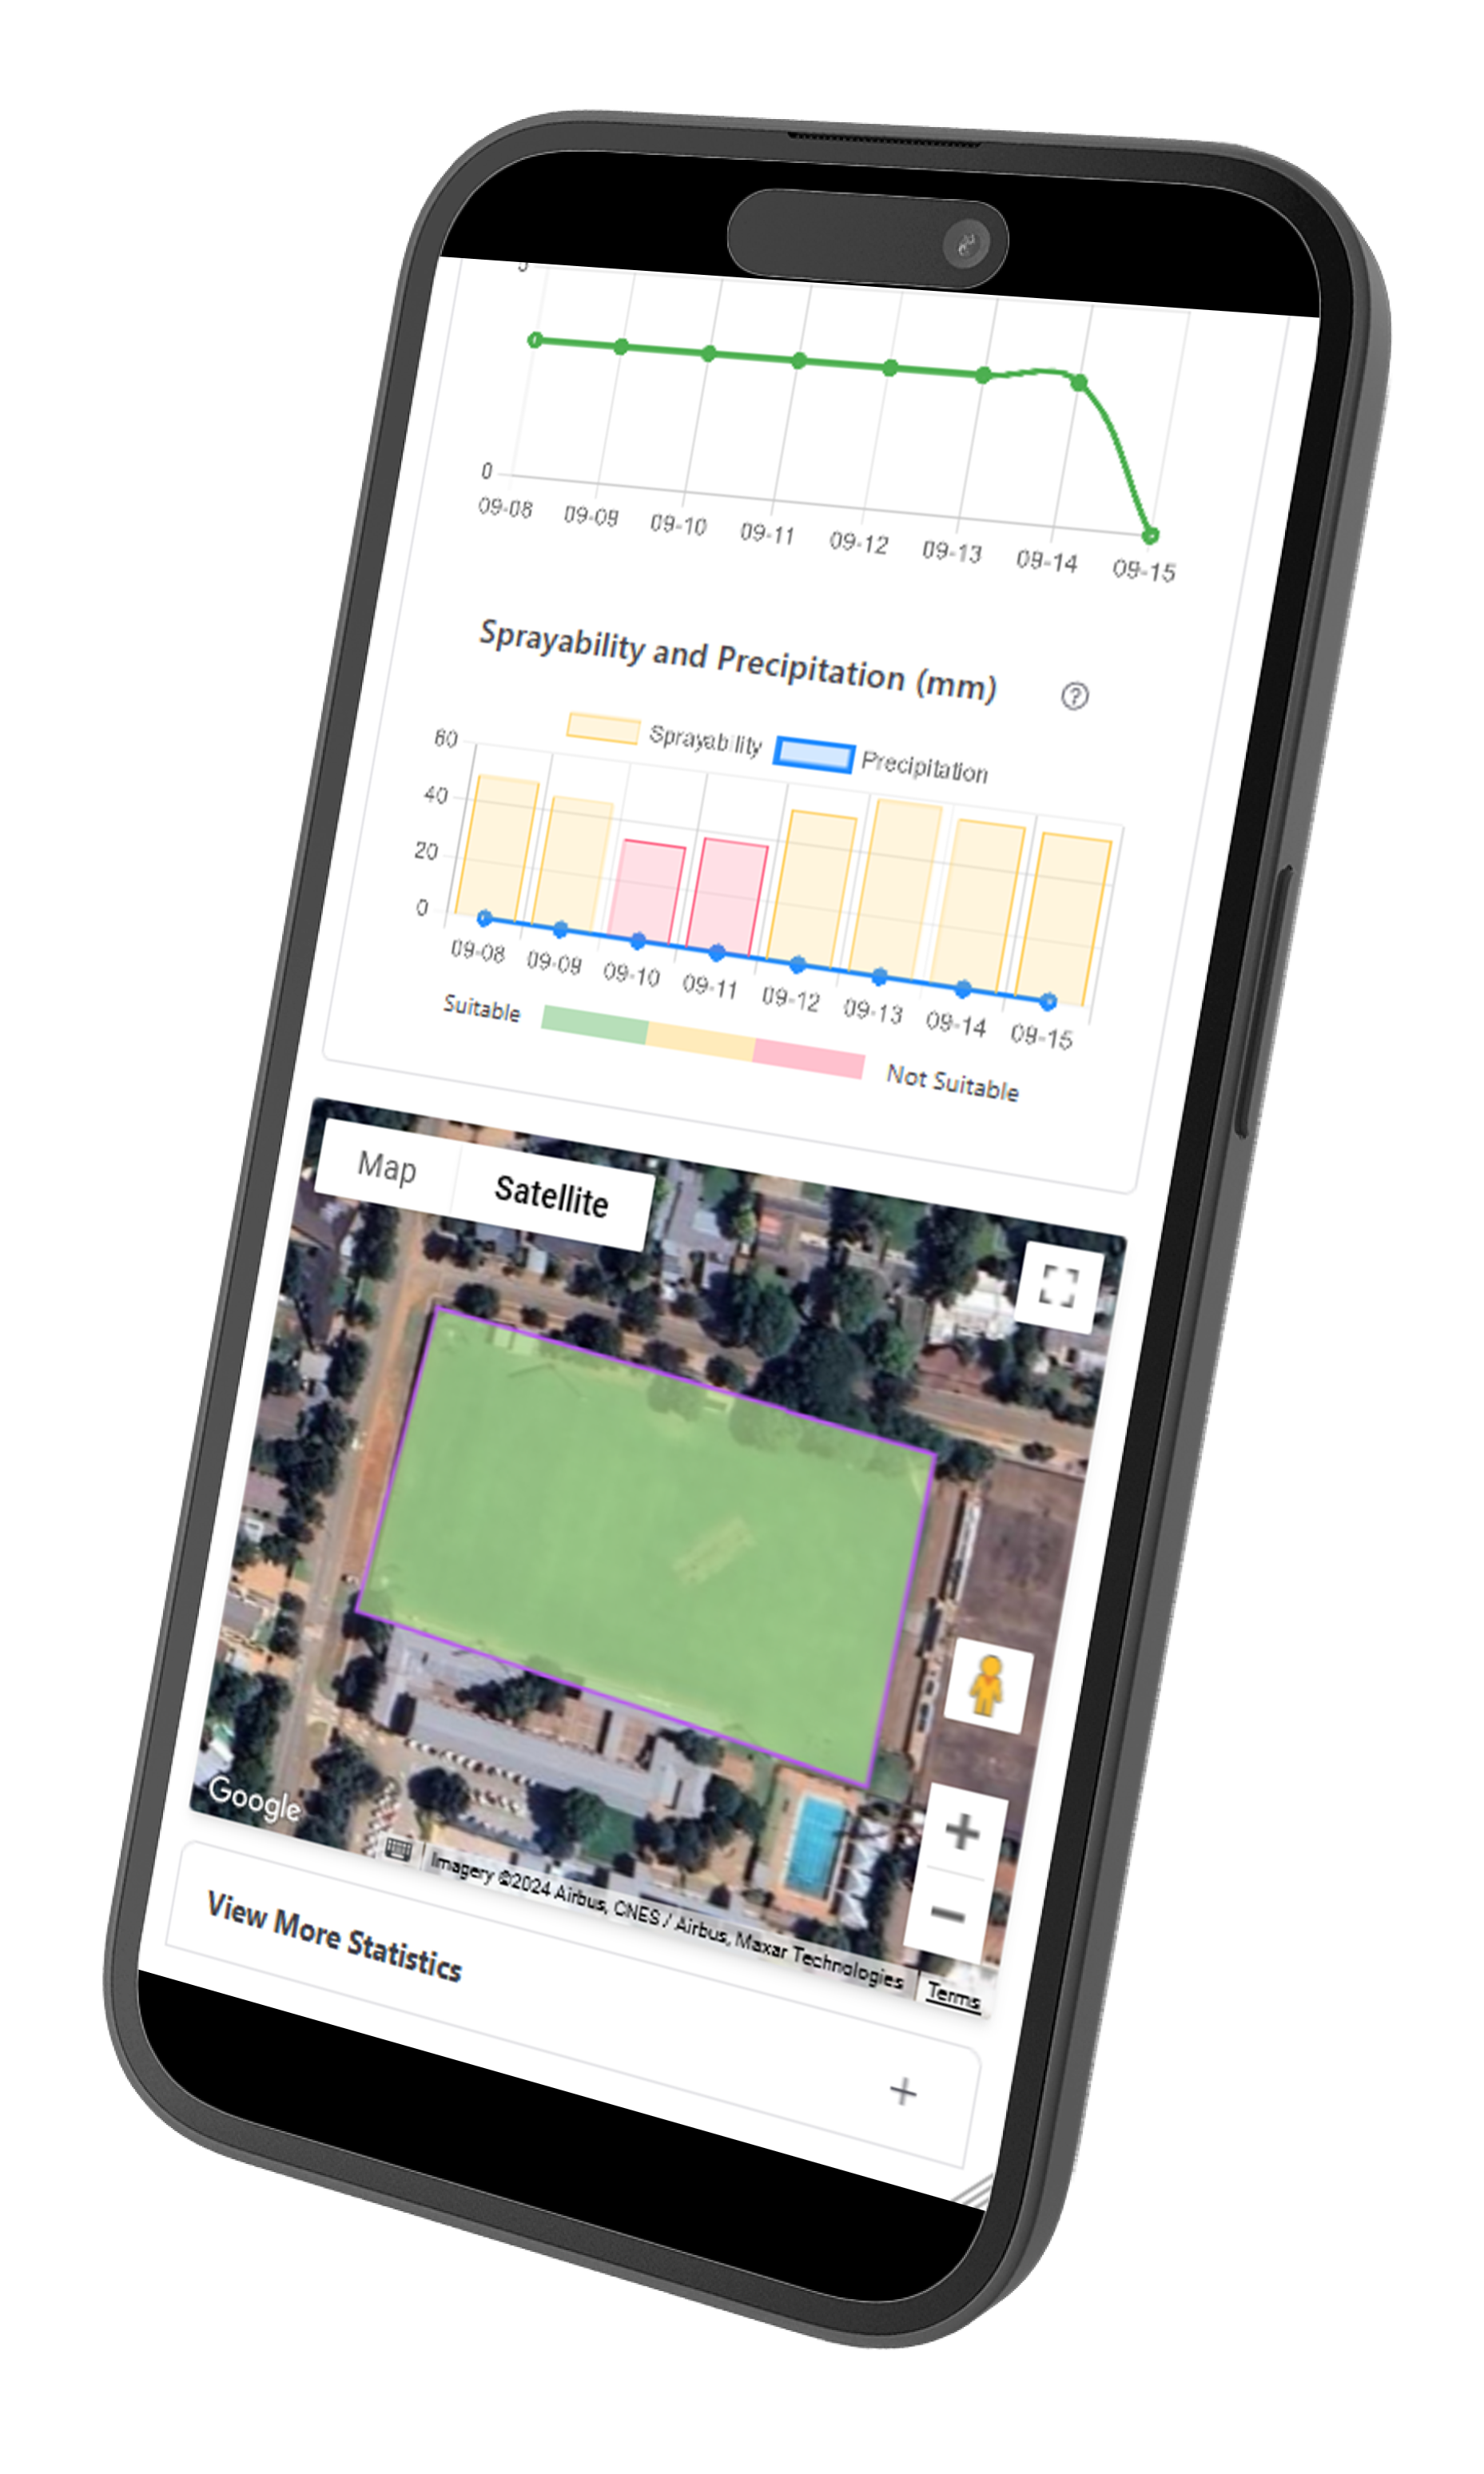 0
09-08 09-09 09-10 09-11 09-12 09-13 09-14 09-15
Sprayability and Precipitation (mm) ?
Sprayability Precipitation
60
40
20
0
09-08 09-09 09-10 09-11 09-12 09-13 09-14 09-15
Suitable Not Suitable
Map Satellite
Google
Imagery ©2024 Airbus, CNES / Airbus, Maxar Technologies Terms
View More Statistics